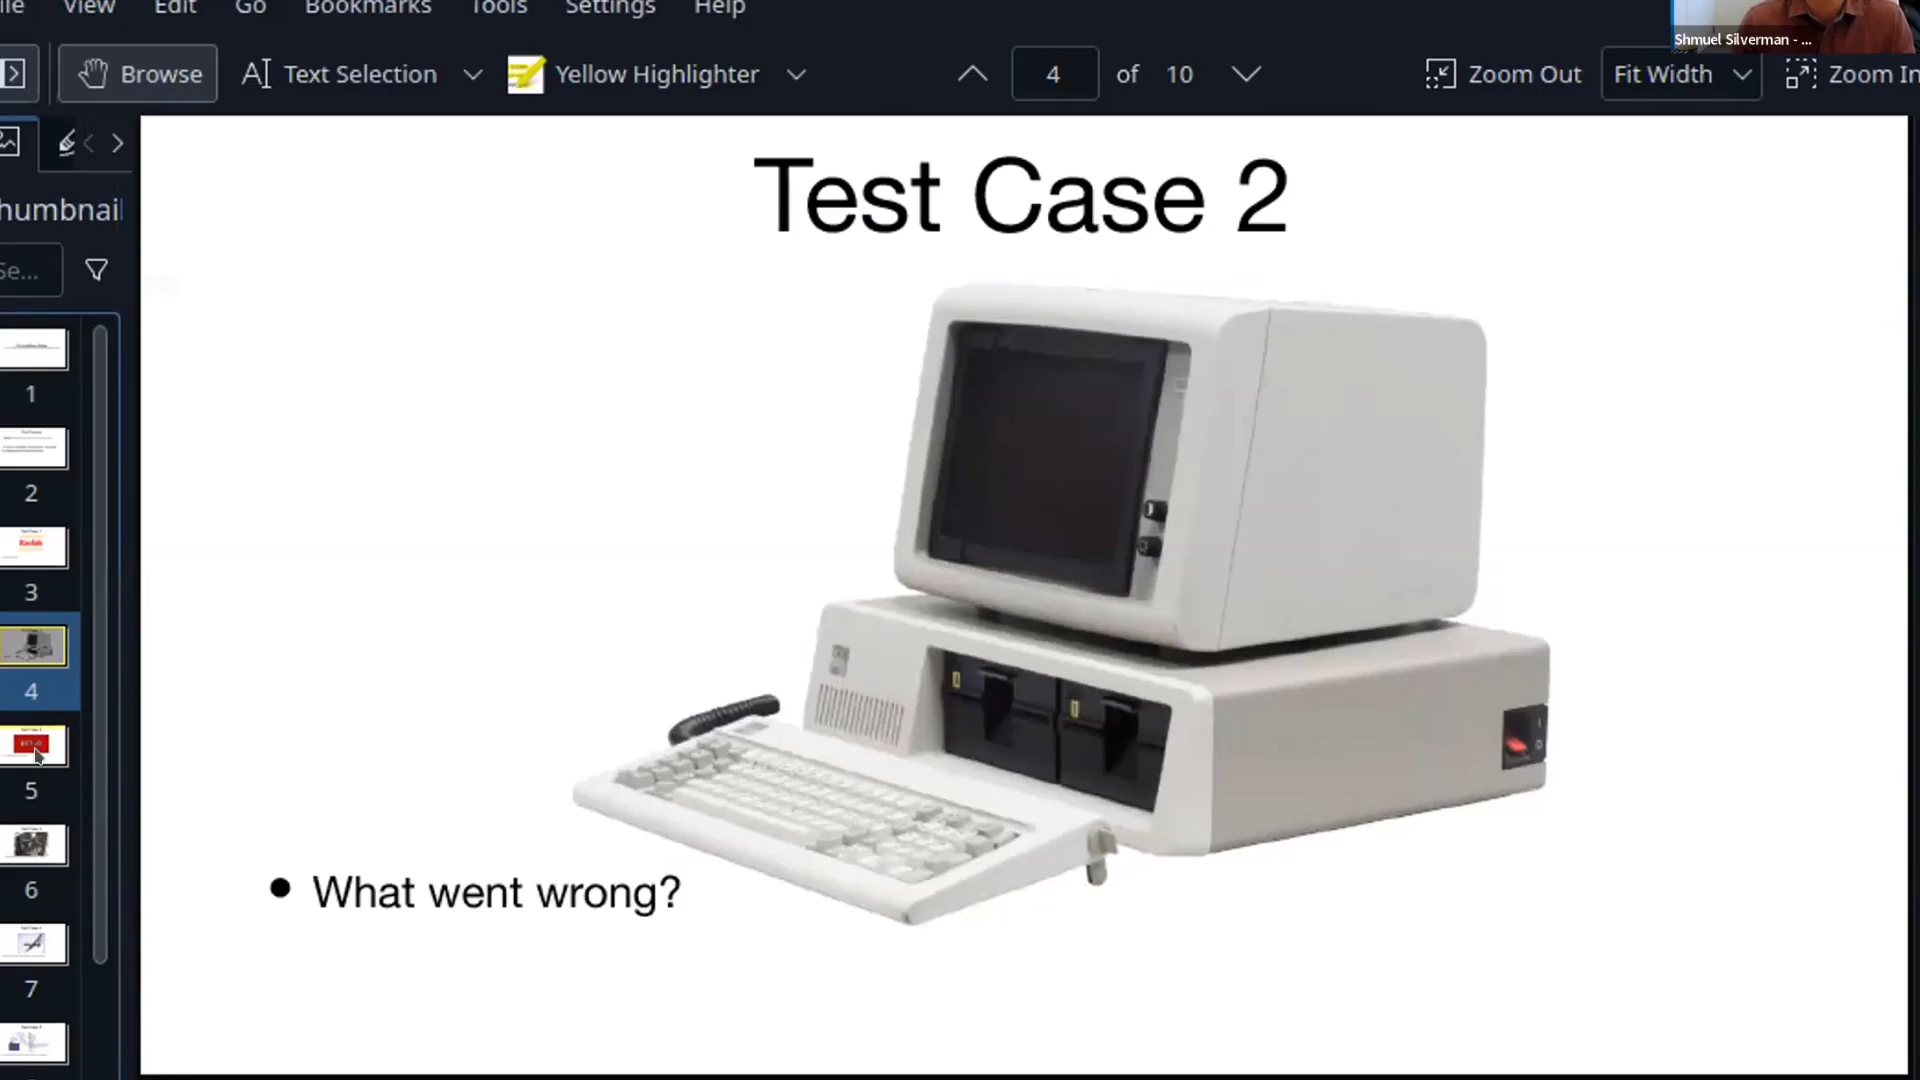 View Edit Go Bookmarks Tools Settings Help
Shmuel Silverman - ...
Browse Text Selection Yellow Highlighter 4 of 10 Zoom Out Fit Width Zoom In
humbnail
Se...
Test Case 2
1
2
Kodak
3
4
5
6
7
What went wrong?